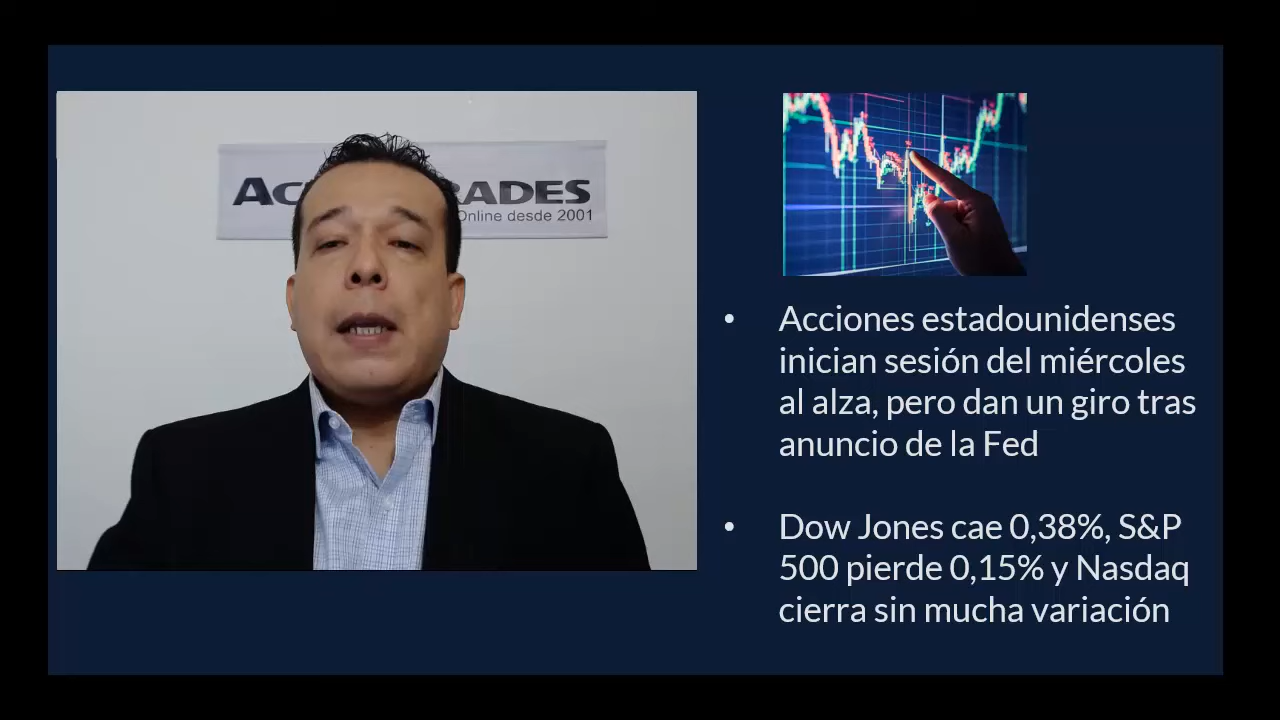 RADES
Online desde 2001
• Acciones estadounidenses
inician sesión del miércoles
al alza, pero dan un giro tras
anuncio de la Fed
• Dow Jones cae 0,38%, S&P
500 pierde 0,15% y Nasdaq
cierra sin mucha variación